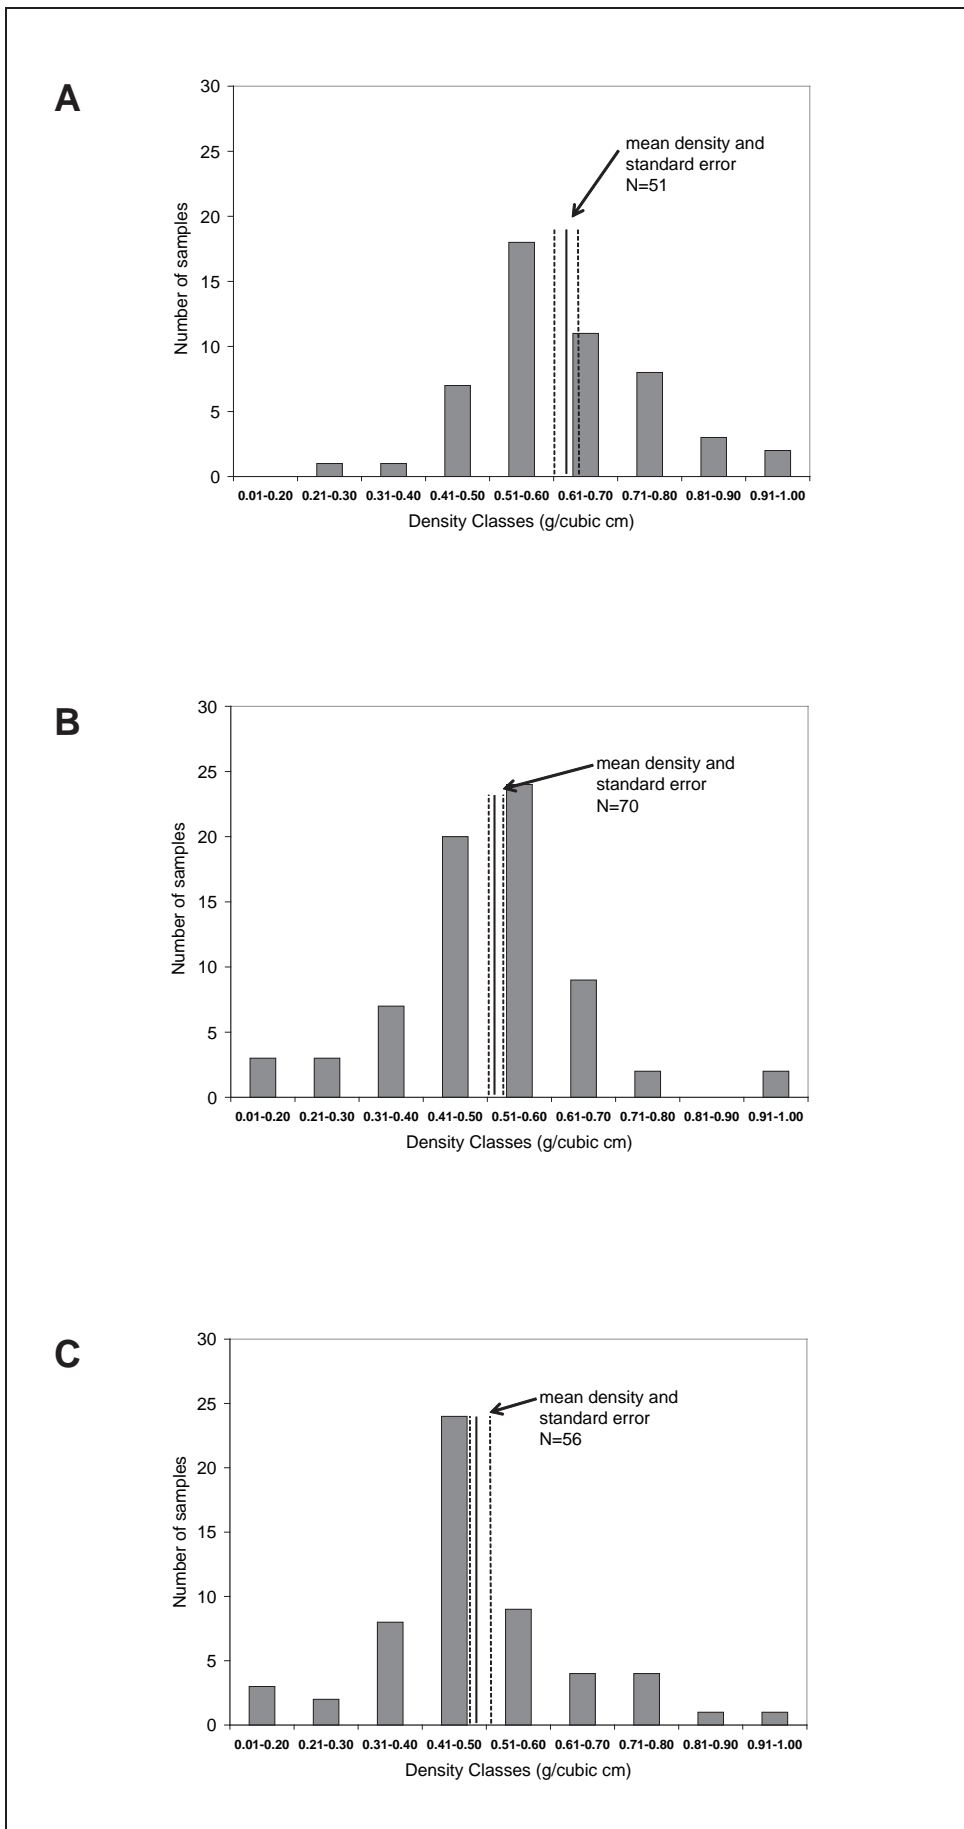 A
30
25
20
15
10
5
0
Number of samples
mean density and
standard error
N=51
0.01-0.20 0.21-0.30 0.31-0.40 0.41-0.50 0.51-0.60 0.61-0.70 0.71-0.80 0.81-0.90 0.91-1.00
Density Classes (g/cubic cm)
B
30
25
20
15
10
5
0
Number of samples
mean density and
standard error
N=70
0.01-0.20 0.21-0.30 0.31-0.40 0.41-0.50 0.51-0.60 0.61-0.70 0.71-0.80 0.81-0.90 0.91-1.00
Density Classes (g/cubic cm)
C
30
25
20
15
10
5
0
Number of samples
mean density and
standard error
N=56
0.01-0.20 0.21-0.30 0.31-0.40 0.41-0.50 0.51-0.60 0.61-0.70 0.71-0.80 0.81-0.90 0.91-1.00
Density Classes (g/cubic cm)